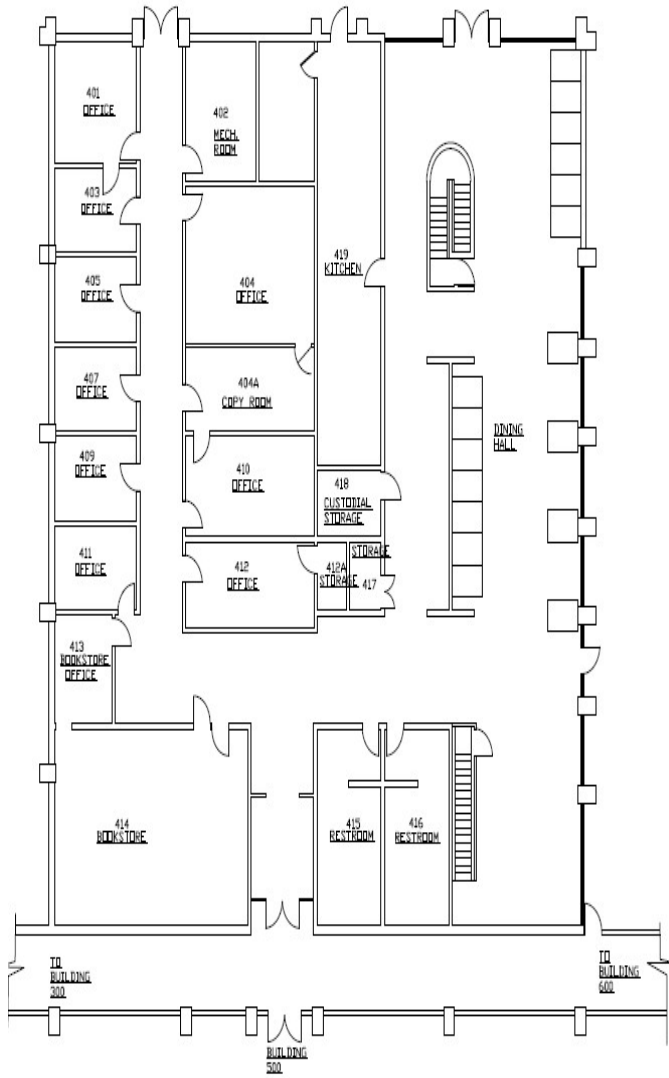 401
OFFICE
402
MECH.
ROOM
403
OFFICE
419
KITCHEN
404
OFFICE
405
OFFICE
407
OFFICE
404A
COPY ROOM
DINING
HALL
409
OFFICE
410
OFFICE
418
CUSTODIAL
STORAGE
411
OFFICE
412
OFFICE
412A
STORAGE
STORAGE
417
413
BOOKSTORE
OFFICE
414
BOOKSTORE
415
RESTROOM
416
RESTROOM
TO
BUILDING
300
TO
BUILDING
600
BUILDING
500